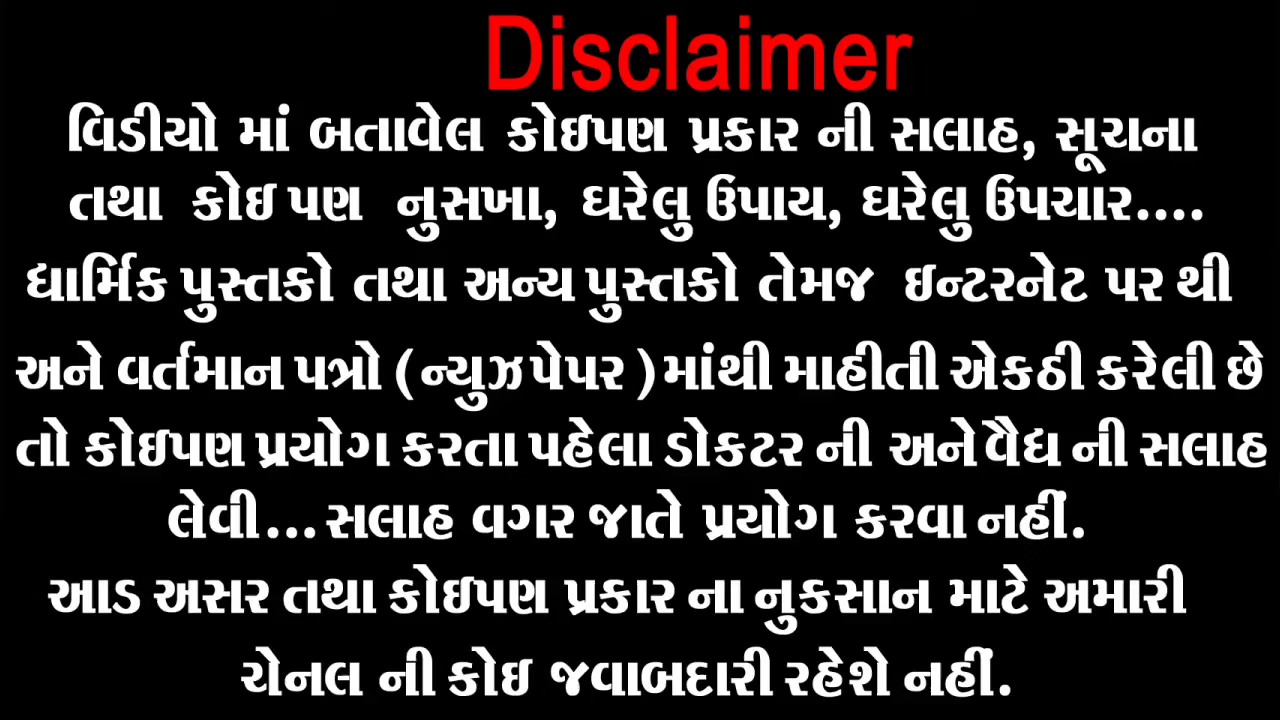 Disclaimer
વિડીયો માં બતાવેલ કોઇપણ પ્રકાર ની સલાહ, સૂચના
તથા કોઇ પણ નુસખા, ઘરેલુ ઉપાય, ઘરેલુ ઉપચાર....
ધાર્મિક પુસ્તકો તથા અન્ય પુસ્તકો તેમજ ઇન્ટરનેટ પર થી
અને વર્તમાન પત્રો ( ન્યુઝપેપર ) માંથી માહીતી એકઠી કરેલી છે
તો કોઇપણ પ્રયોગ કરતા પહેલા ડોકટર ની અને વૈદ્ય ની સલાહ
લેવી... સલાહ વગર જાતે પ્રયોગ કરવા નહીં.
આડ અસર તથા કોઇપણ પ્રકાર ના નુકસાન માટે અમારી
ચેનલ ની કોઇ જવાબદારી રહેશે નહીં.